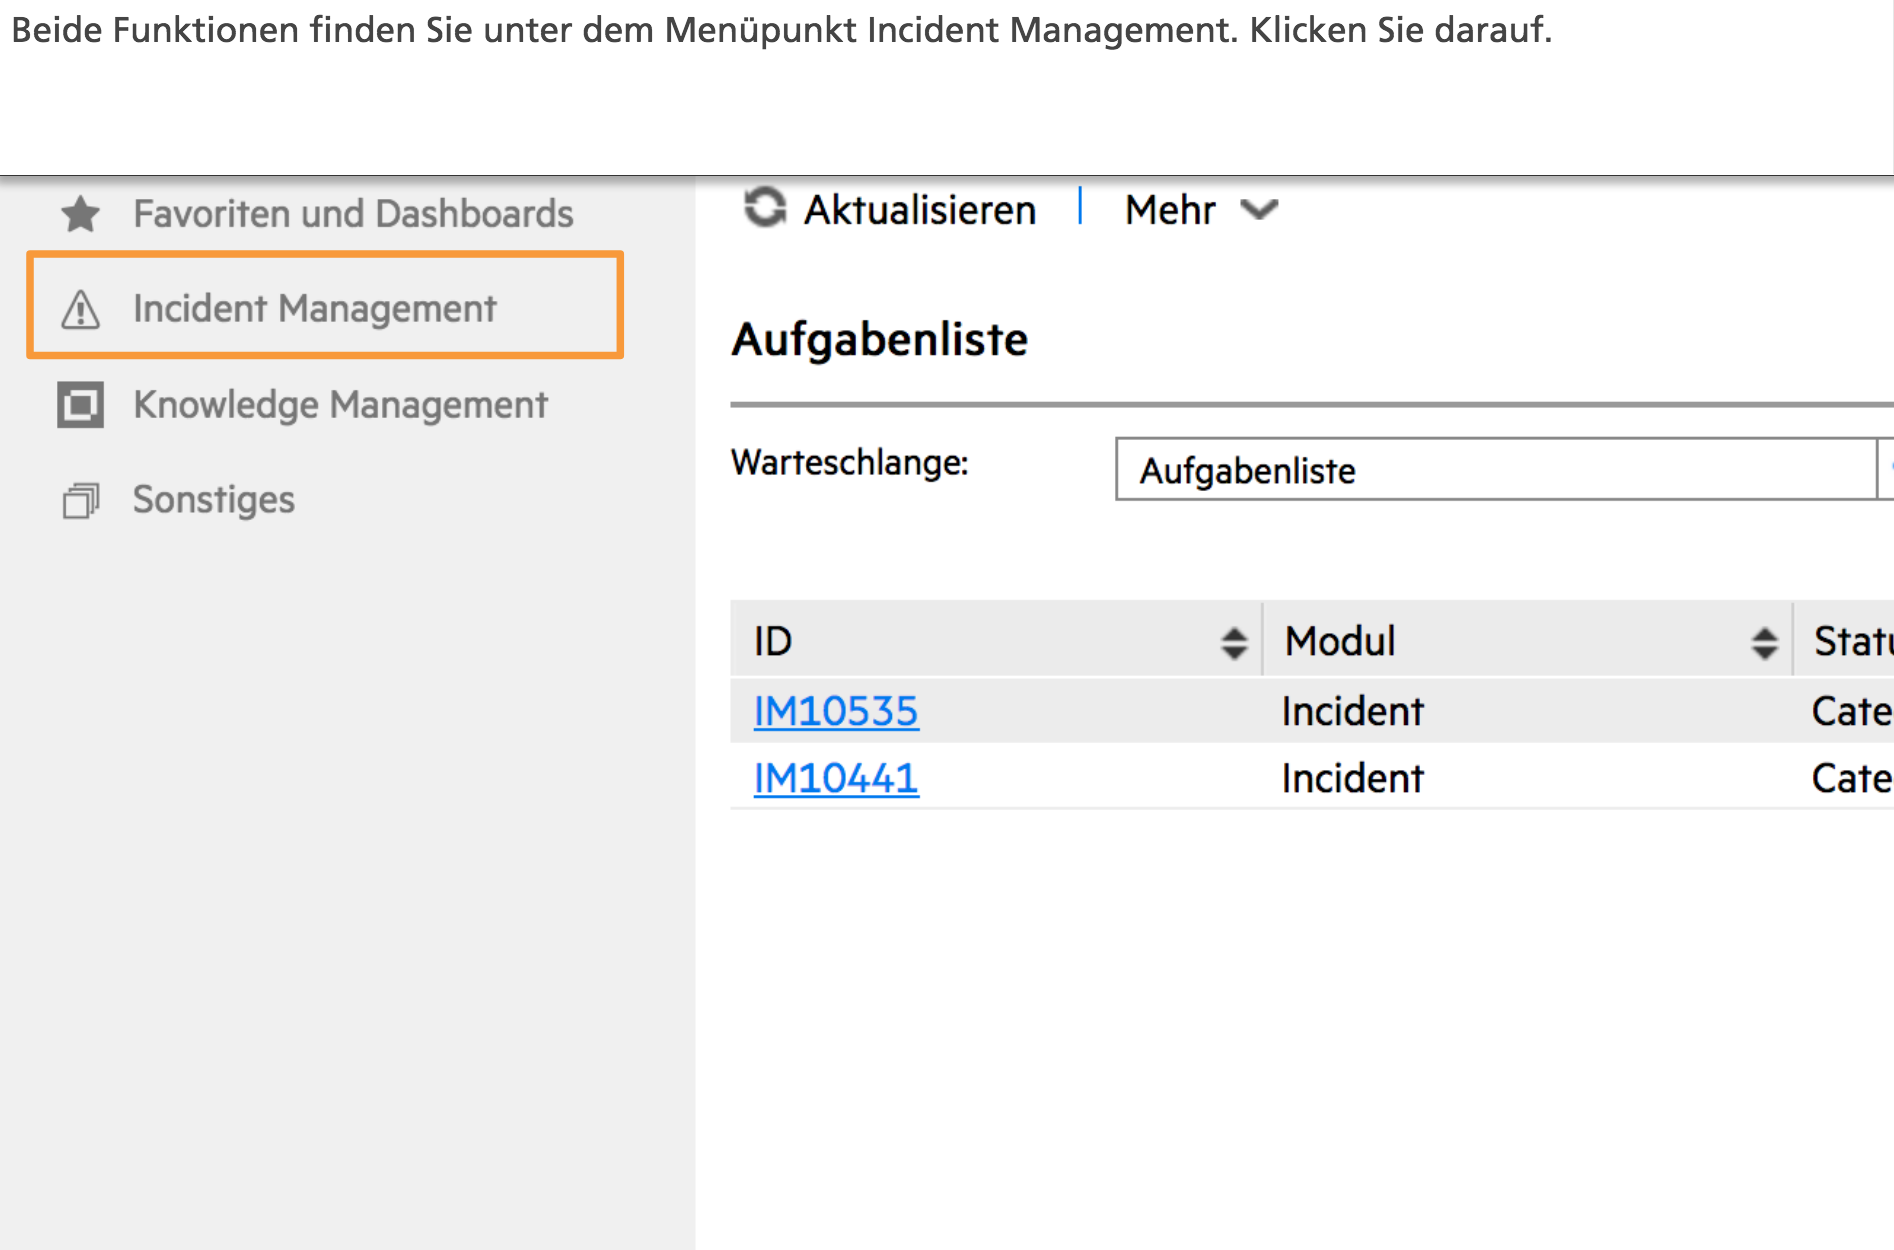 Beide Funktionen finden Sie unter dem Menüpunkt Incident Management. Klicken Sie darauf.
Favoriten und Dashboards
Incident Management
Knowledge Management
Sonstiges
Aktualisieren | Mehr
Aufgabenliste
Warteschlange: Aufgabenliste
ID Modul Statu
IM10535 Incident Cate
IM10441 Incident Cate